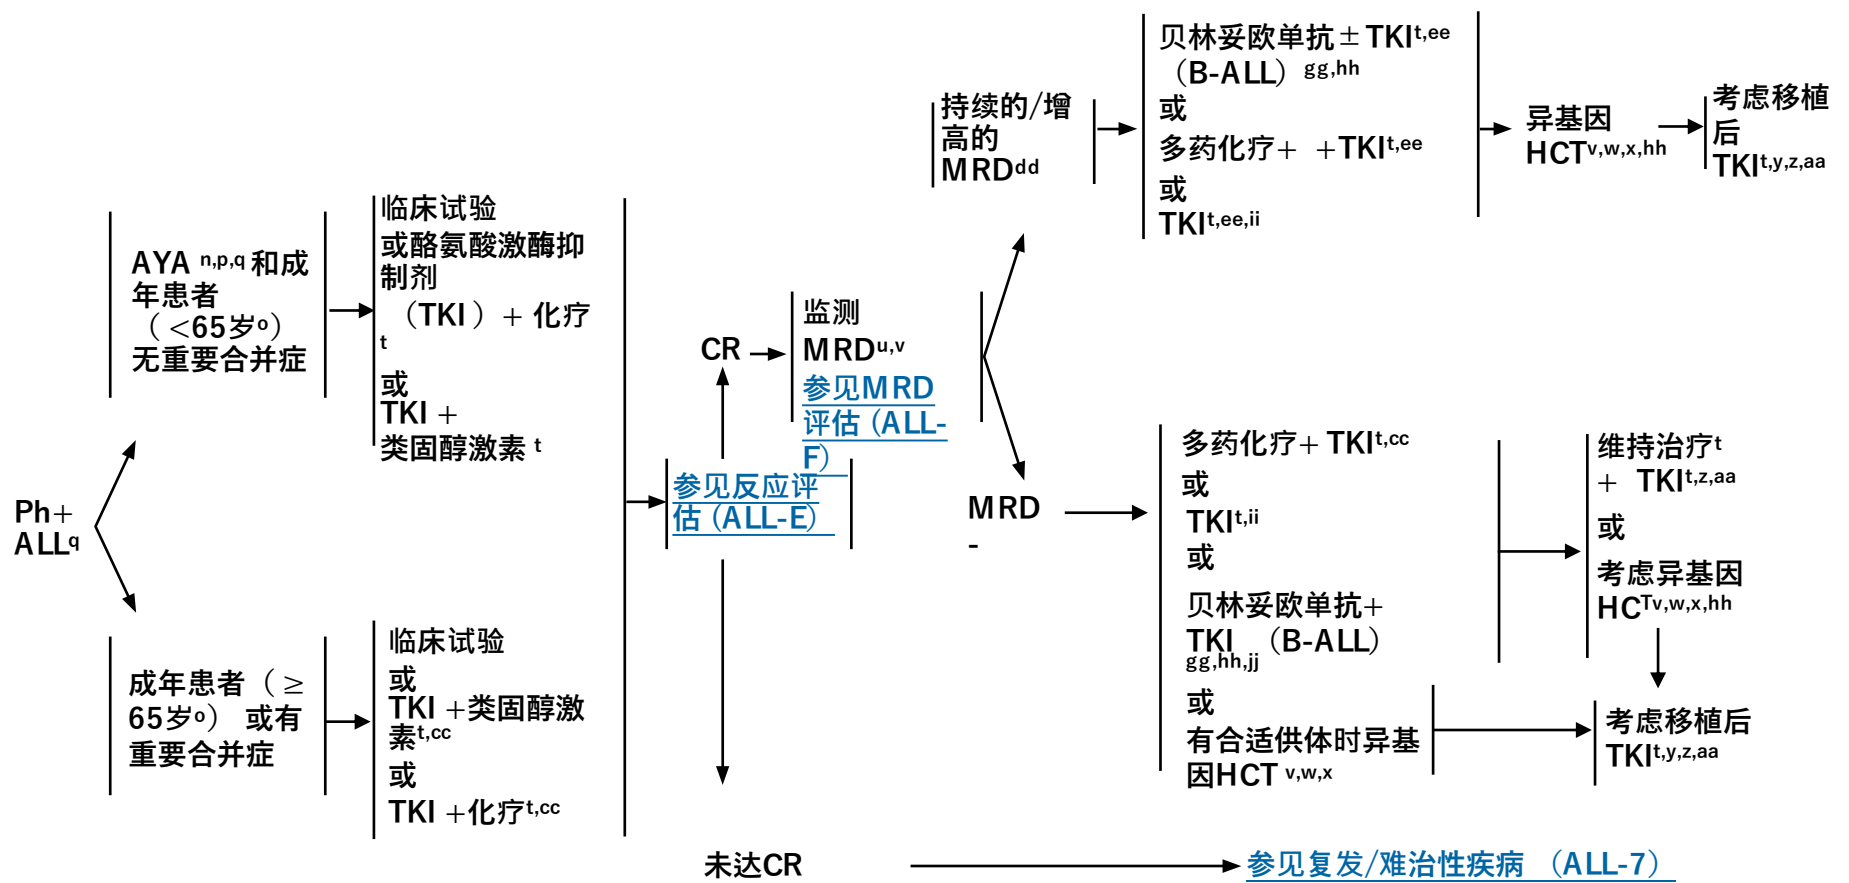 Ph+
ALLq
AYA n,p,q 和成
年患者
（<65岁o）
无重要合并症
成年患者（≥
65岁o） 或有
重要合并症
临床试验
或酪氨酸激酶抑
制剂
（TKI）+ 化疗
t
或
TKI +
类固醇激素 t
临床试验
或
TKI +类固醇激
素t,cc
或
TKI +化疗t,cc
参见反应评
估（ALL-E）
CR
未达CR
监测
MRDu,v
参见MRD
评估（ALL-
F）
持续的/增
高的
MRDdd
贝林妥欧单抗±TKIt,ee
（B-ALL）gg,hh
或
多药化疗+ +TKIt,ee
或
TKIt,ee,ii
异基因
HCTv,w,x,hh
考虑移植
后
TKIt,y,z,aa
MRD
-
多药化疗+ TKIt,cc
或
TKIt,ii
或
贝林妥欧单抗+
TKI （B-ALL）
gg,hh,jj
或
有合适供体时异基
因HCT v,w,x
维持治疗t
+ TKIt,z,aa
或
考虑异基因
HCTv,w,x,hh
考虑移植后
TKIt,y,z,aa
参见复发/难治性疾病 （ALL-7）